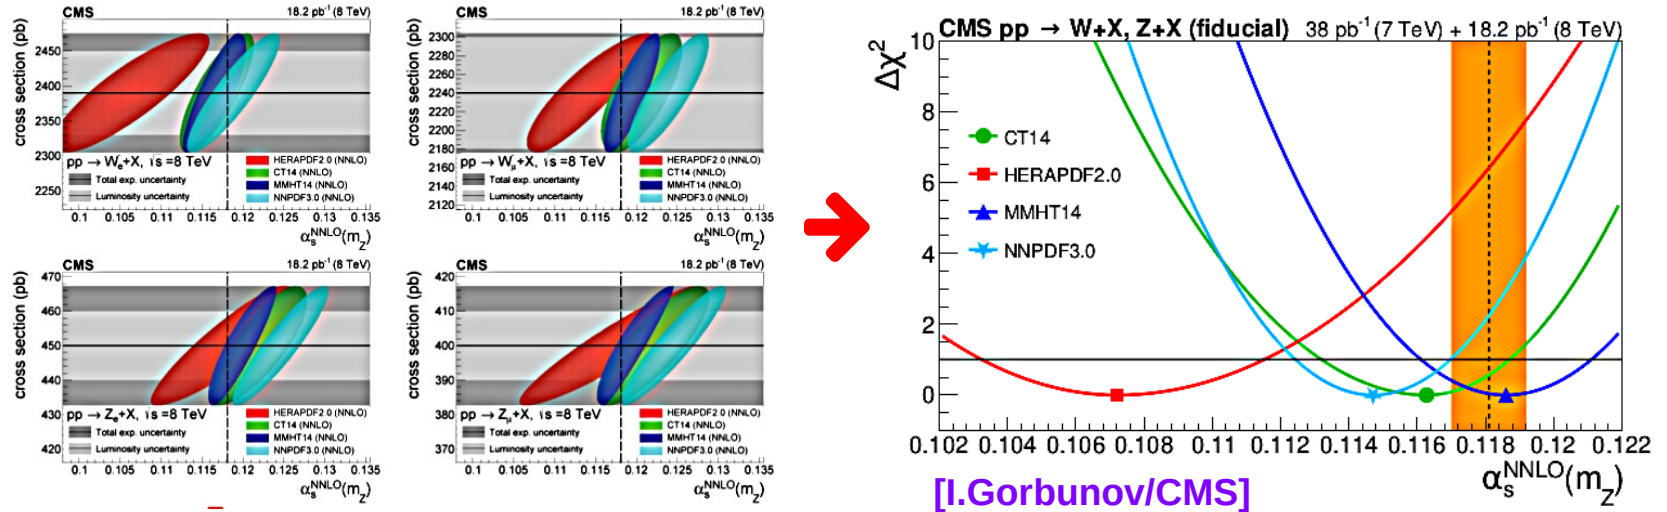 CMS 18.2 pb⁻¹ (8 TeV)
cross section (pb)
2450
2400
2350
2300
2250
pp → Wₑ+X, √s =8 TeV
Total exp. uncertainty
Luminosity uncertainty
HERAPDF2.0 (NNLO)
CT14 (NNLO)
MMHT14 (NNLO)
NNPDF3.0 (NNLO)
0.1 0.105 0.11 0.115 0.12 0.125 0.13 0.135
αₛ^NNLO(m_Z)
CMS 18.2 pb⁻¹ (8 TeV)
cross section (pb)
2300
2280
2260
2240
2220
2200
2180
2160
2140
2120
pp → W_μ+X, √s =8 TeV
Total exp. uncertainty
Luminosity uncertainty
HERAPDF2.0 (NNLO)
CT14 (NNLO)
MMHT14 (NNLO)
NNPDF3.0 (NNLO)
0.1 0.105 0.11 0.115 0.12 0.125 0.13 0.135
αₛ^NNLO(m_Z)
CMS 18.2 pb⁻¹ (8 TeV)
cross section (pb)
470
460
450
440
430
420
pp → Zₑ+X, √s =8 TeV
Total exp. uncertainty
Luminosity uncertainty
HERAPDF2.0 (NNLO)
CT14 (NNLO)
MMHT14 (NNLO)
NNPDF3.0 (NNLO)
0.1 0.105 0.11 0.115 0.12 0.125 0.13 0.135
αₛ^NNLO(m_Z)
CMS 18.2 pb⁻¹ (8 TeV)
cross section (pb)
420
410
400
390
380
370
pp → Z_μ+X, √s =8 TeV
Total exp. uncertainty
Luminosity uncertainty
HERAPDF2.0 (NNLO)
CT14 (NNLO)
MMHT14 (NNLO)
NNPDF3.0 (NNLO)
0.1 0.105 0.11 0.115 0.12 0.125 0.13 0.135
αₛ^NNLO(m_Z)
CMS pp → W+X, Z+X (fiducial) 38 pb⁻¹ (7 TeV) + 18.2 pb⁻¹ (8 TeV)
Δχ²
10
8
6
4
2
0
CT14
HERAPDF2.0
MMHT14
NNPDF3.0
0.102 0.104 0.106 0.108 0.11 0.112 0.114 0.116 0.118 0.12 0.122
αₛ^NNLO(m_Z)
[I.Gorbunov/CMS]